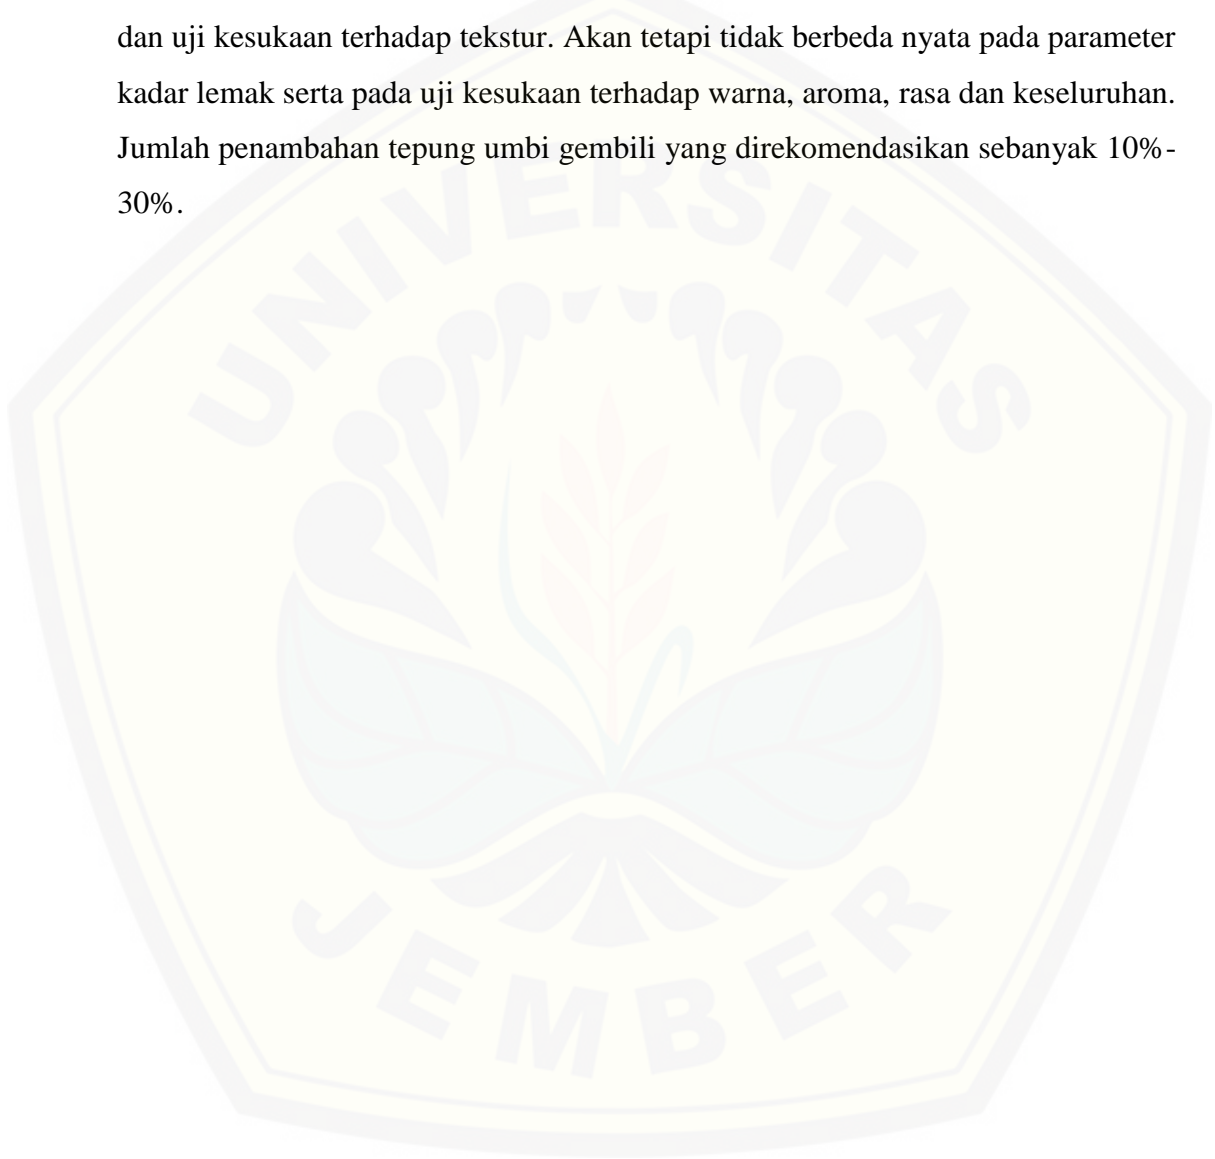 dan uji kesukaan terhadap tekstur. Akan tetapi tidak berbeda nyata pada parameter
kadar lemak serta pada uji kesukaan terhadap warna, aroma, rasa dan keseluruhan.
Jumlah penambahan tepung umbi gembili yang direkomendasikan sebanyak 10%-
30%.
UNIVERSITAS
JEMBER